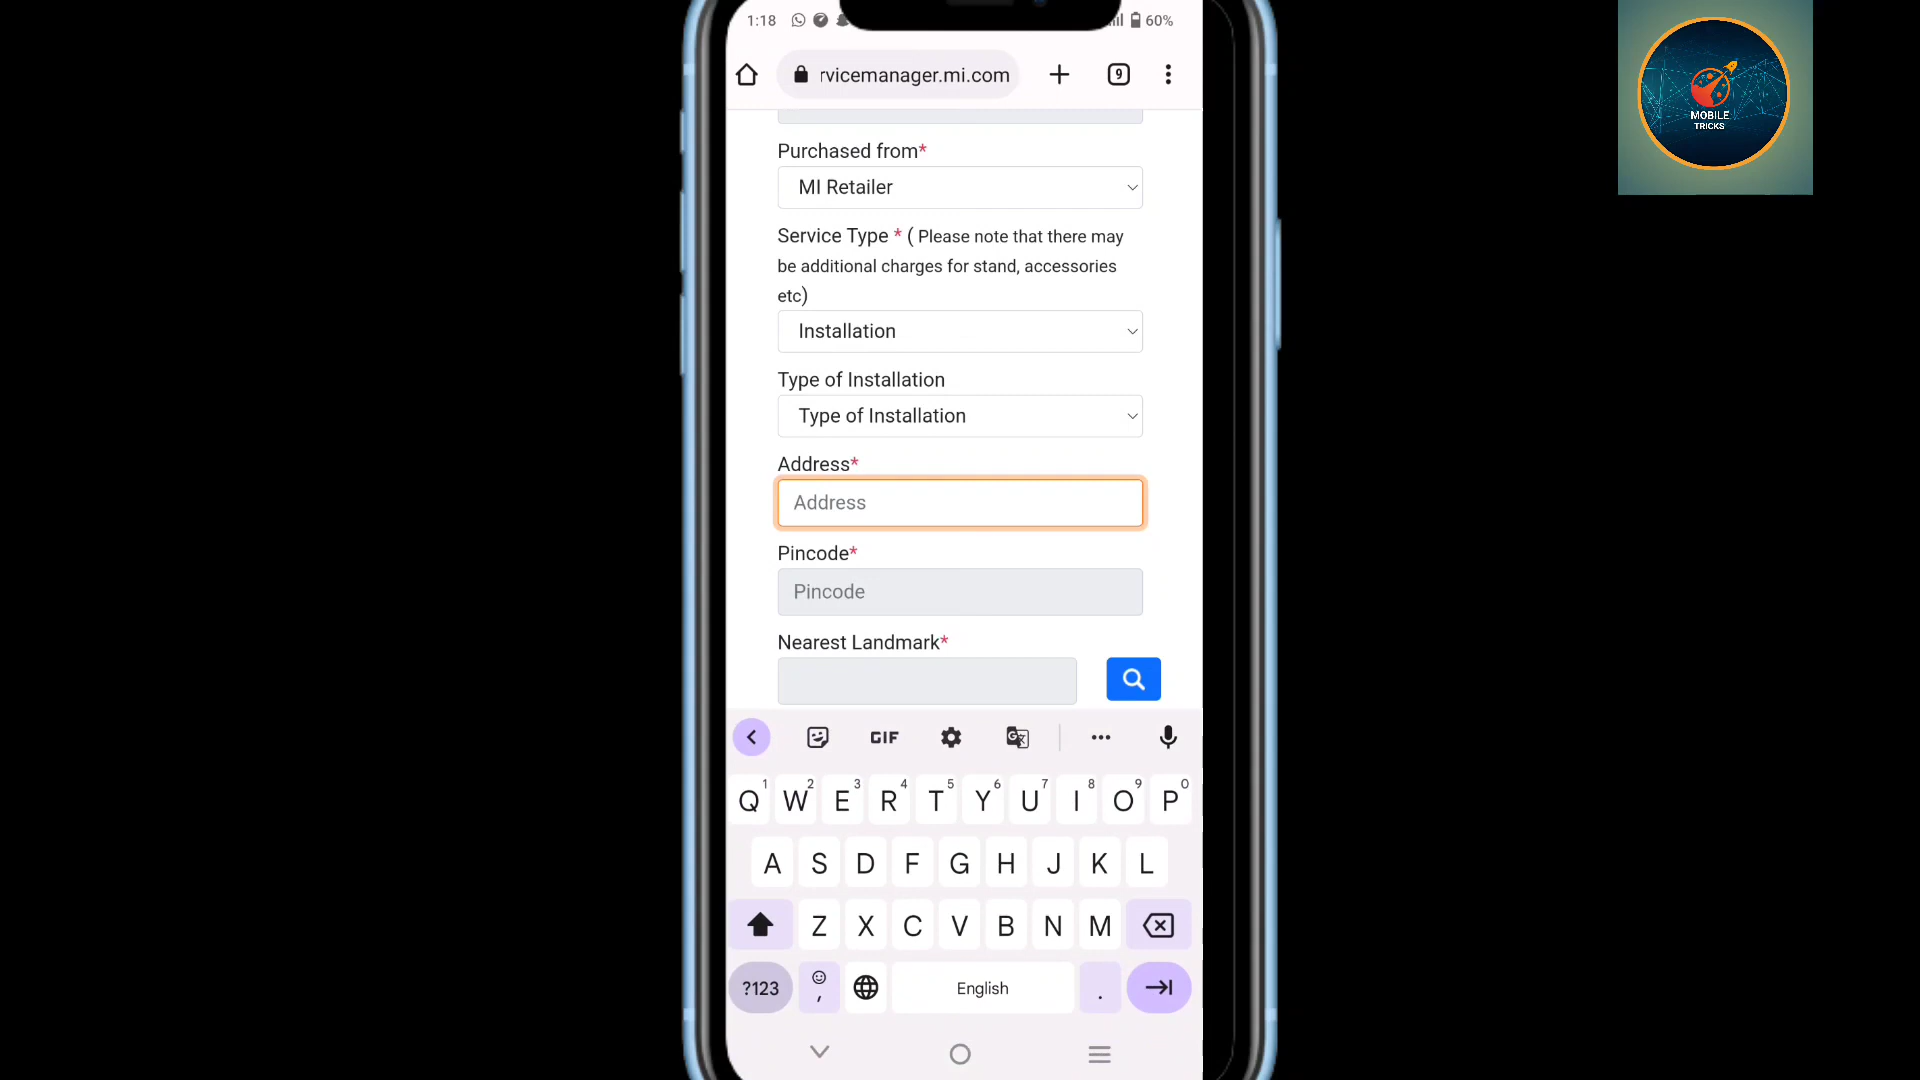 1:18
60%
rvicemanager.mi.com
9
MOBILE
TRICKS
Purchased from*
MI Retailer
Service Type * ( Please note that there may
be additional charges for stand, accessories
etc)
Installation
Type of Installation
Type of Installation
Address*
Address
Pincode*
Pincode
Nearest Landmark*
GIF
Q1 W2 E3 R4 T5 Y6 U7 I8 O9 P0
A S D F G H J K L
Z X C V B N M
?123 , English .